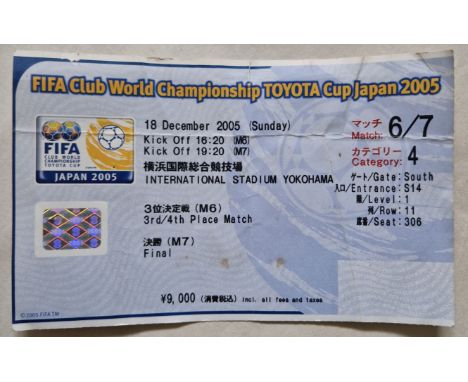 FIFA Club World Championship TOYOTA Cup Japan 2005
FIFA
CLUB WORLD
CHAMPIONSHIP
TOYOTA CUP
JAPAN 2005
18 December 2005 (Sunday)
Kick Off 16:20 (M6)
Kick Off 19:20 (M7)
横浜国際総合競技場
INTERNATIONAL STADIUM YOKOHAMA
3位決定戦 (M6)
3rd/4th Place Match
決勝 (M7)
Final
¥9,000 (消費税込) incl. all fees and taxes
マッチ
Match: 6/7
カテゴリー
Category: 4
ゲート/Gate: South
入口/Entrance: S14
階/Level: 1
列/Row: 11
座席/Seat: 306
©2005 FIFA TM